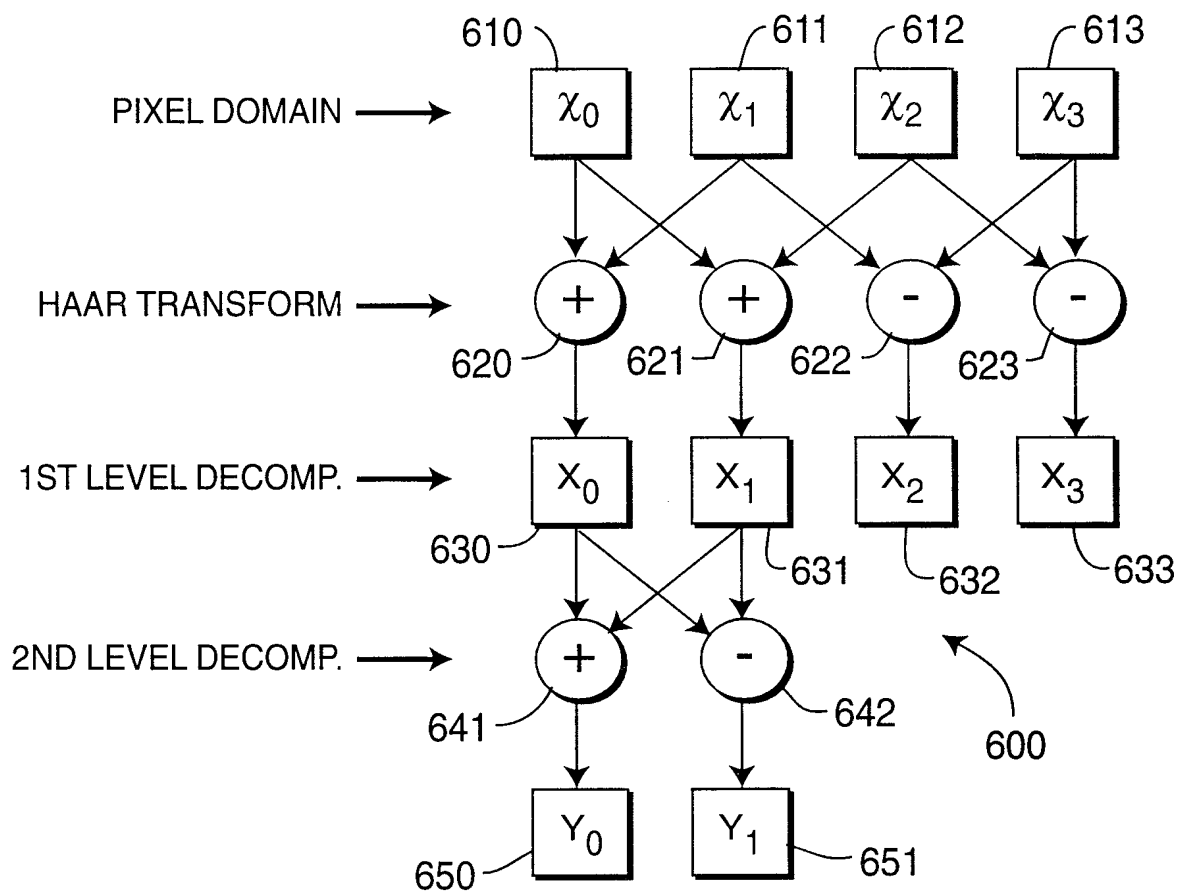 610 611 612 613
PIXEL DOMAIN χ0 χ1 χ2 χ3
HAAR TRANSFORM + + - -
620 621 622 623
1ST LEVEL DECOMP. X0 X1 X2 X3
630 631 632 633
2ND LEVEL DECOMP. + -
641 642 600
Y0 Y1
650 651